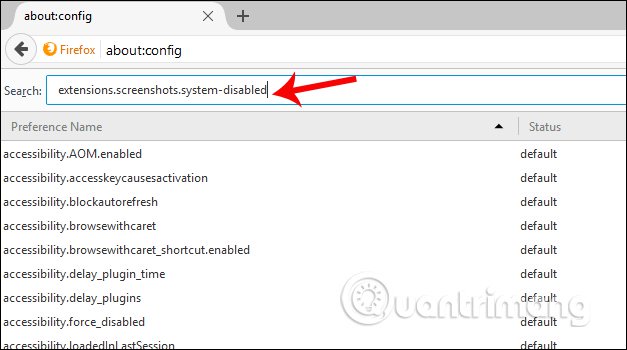 about:config
Firefox about:config
Search: extensions.screenshots.system-disabled
Preference Name Status
accessibility.AOM.enabled default
accessibility.accesskeycausesactivation default
accessibility.blockautorefresh default
accessibility.browsewithcaret default
accessibility.browsewithcaret_shortcut.enabled default
accessibility.delay_plugin_time default
accessibility.delay_plugins default
accessibility.force_disabled default
accessibility.loadedInLastSession default
Quantrimang